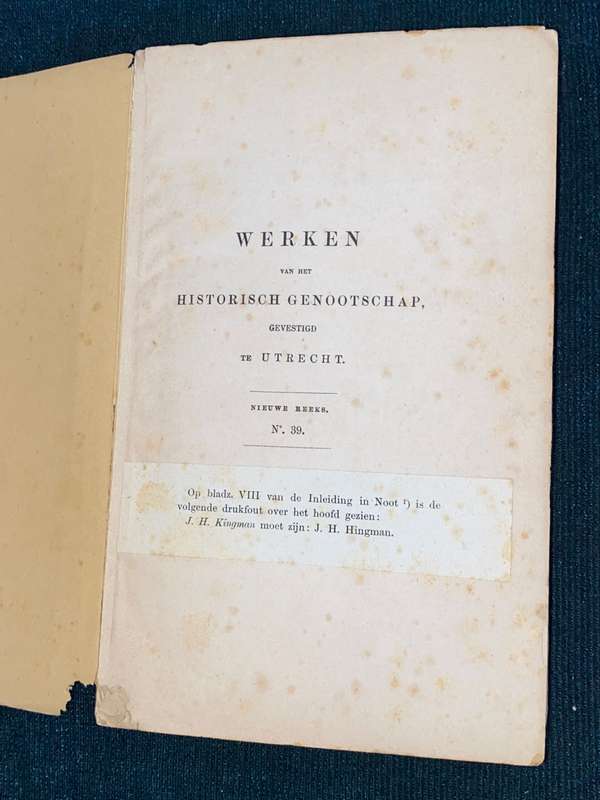 WERKEN
VAN HET
HISTORISCH GENOOTSCHAP,
GEVESTIGD
TE UTRECHT.
NIEUWE REEKS.
Nº. 39.
Op bladz. VIII van de Inleiding in Noot ¹) is de
volgende drukfout over het hoofd gezien:
J. H. Kingman moet zijn: J. H. Hingman.